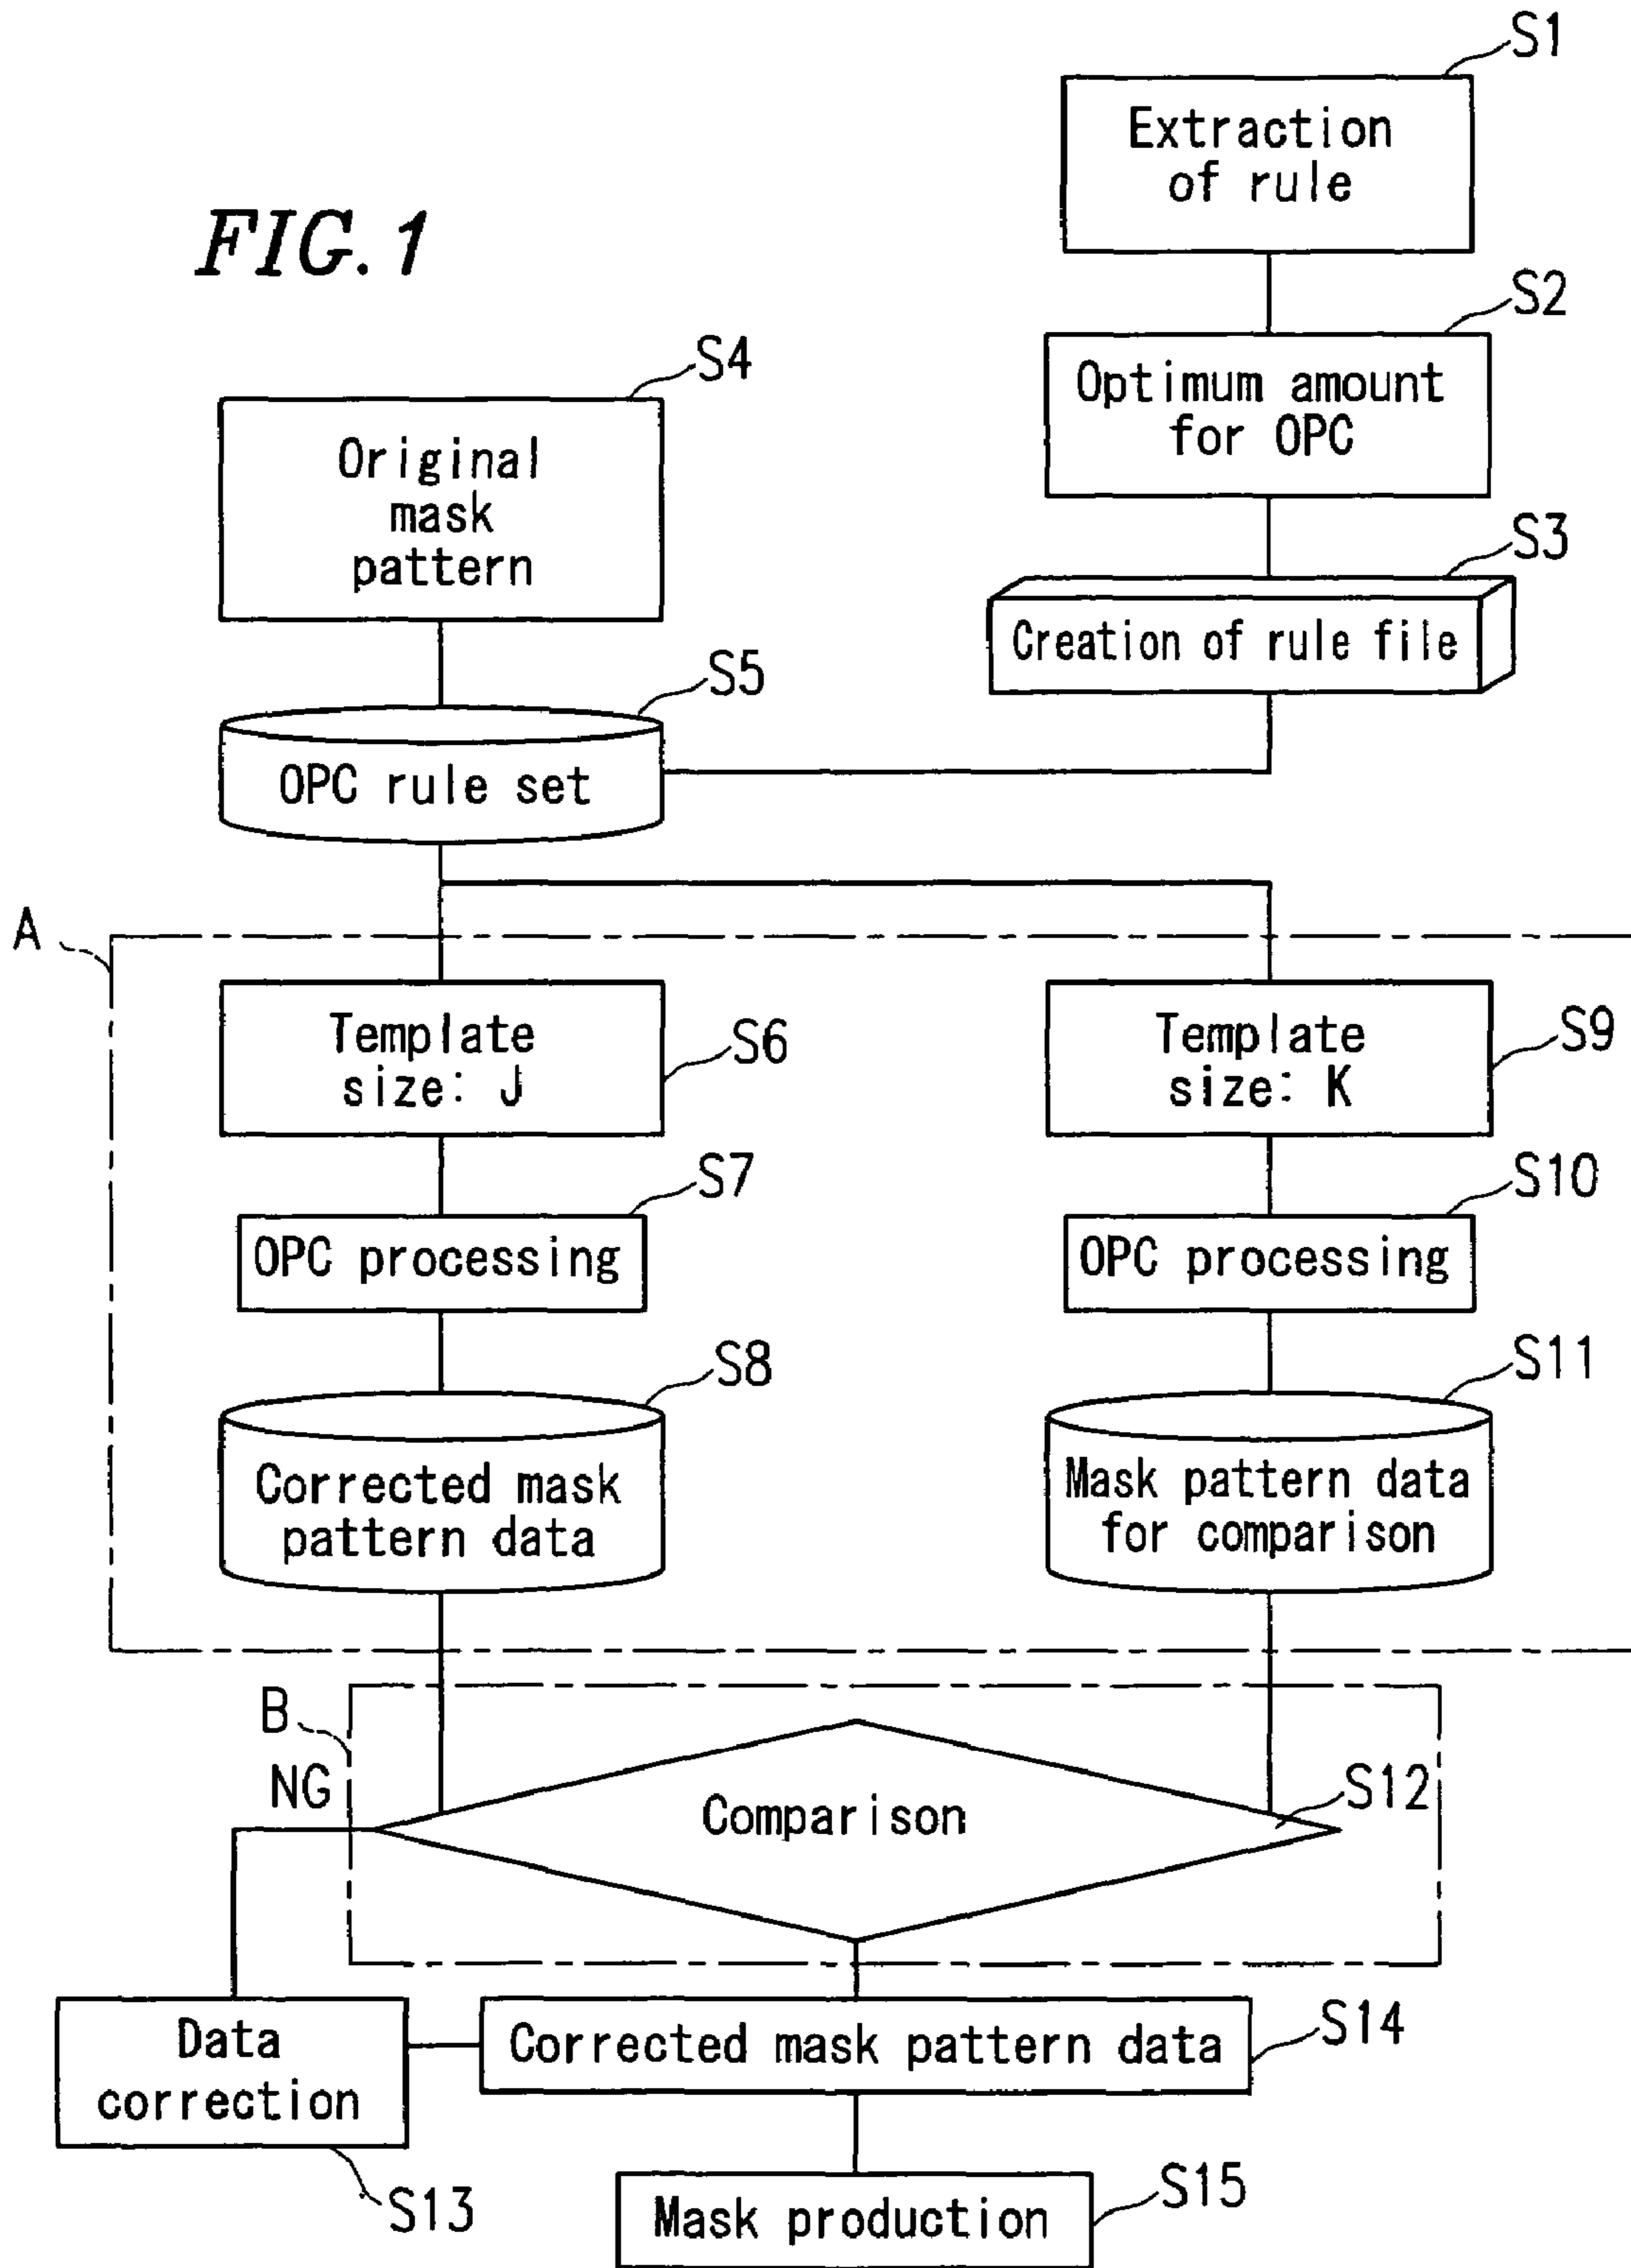 FIG. 1
S1
Extraction
of rule
S2
Optimum amount
for OPC
S3
Creation of rule file
S4
Original
mask
pattern
S5
OPC rule set
A
Template
size: J
S6
Template
size: K
S9
S7
OPC processing
S10
OPC processing
S8
Corrected mask
pattern data
S11
Mask pattern data
for comparison
B
NG
Comparison
S12
Data
correction
S13
Corrected mask pattern data
S14
Mask production
S15